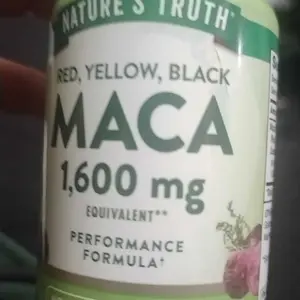 NATURE'S TRUTH
RED, YELLOW, BLACK
MACA
1,600 mg
EQUIVALENT**
PERFORMANCE
FORMULA†